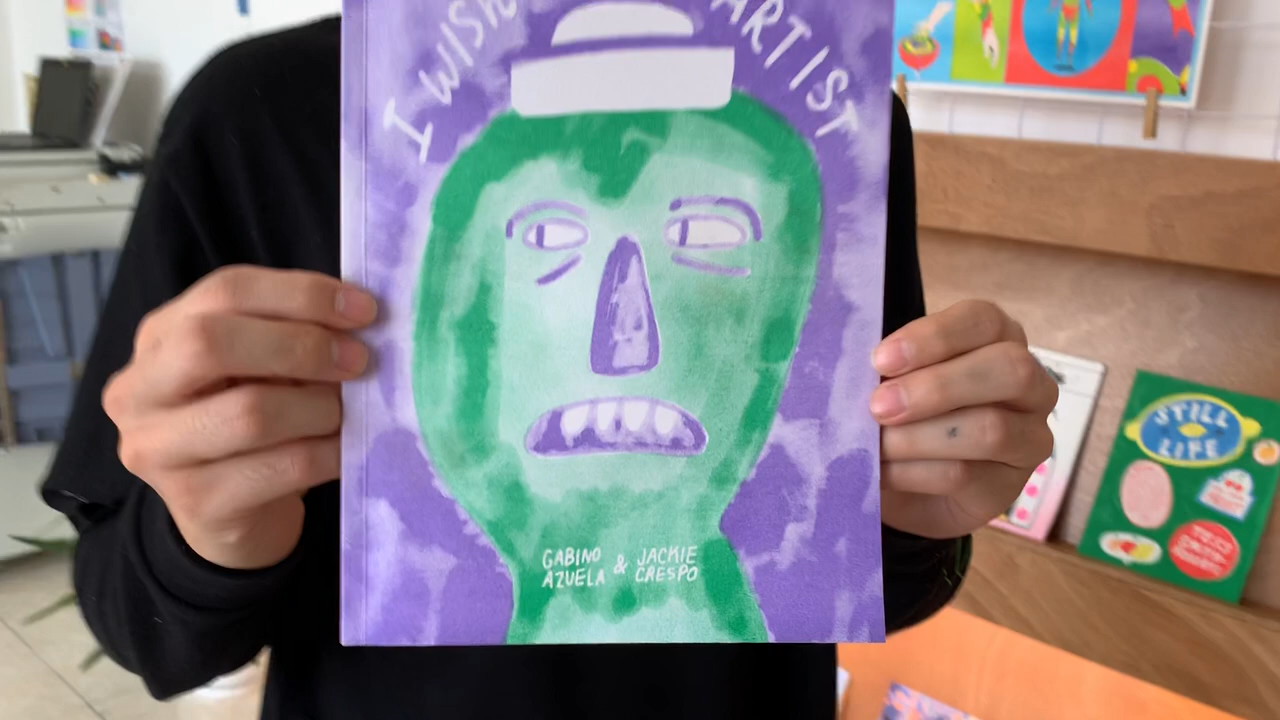 I WISH
ARTIST
GABINO & JACKIE
AZUELA CRESPO
STILL
LIFE